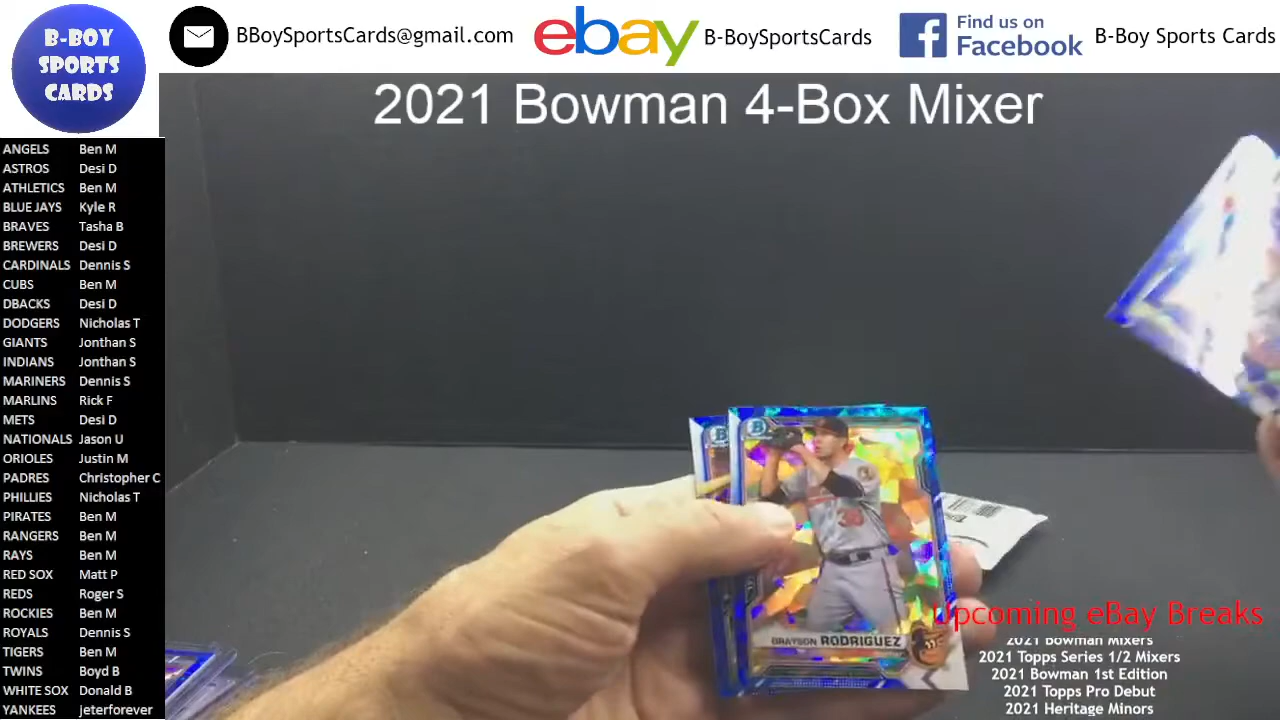 B-BOY
SPORTS
CARDS
BBoySportsCards@gmail.com
ebay
B-BoySportsCards
Find us on
Facebook
B-Boy Sports Cards
2021 Bowman 4-Box Mixer
ANGELS Ben M
ASTROS Desi D
ATHLETICS Ben M
BLUE JAYS Kyle R
BRAVES Tasha B
BREWERS Desi D
CARDINALS Dennis S
CUBS Ben M
DBACKS Desi D
DODGERS Nicholas T
GIANTS Jonthan S
INDIANS Jonthan S
MARINERS Dennis S
MARLINS Rick F
METS Desi D
NATIONALS Jason U
ORIOLES Justin M
PADRES Christopher C
PHILLIES Nicholas T
PIRATES Ben M
RANGERS Ben M
RAYS Ben M
RED SOX Matt P
REDS Roger S
ROCKIES Ben M
ROYALS Dennis S
TIGERS Ben M
TWINS Boyd B
WHITE SOX Donald B
YANKEES jeterforever
30
GRAYSON RODRIGUEZ
Upcoming eBay Breaks
2021 Bowman Mixers
2021 Topps Series 1/2 Mixers
2021 Bowman 1st Edition
2021 Topps Pro Debut
2021 Heritage Minors